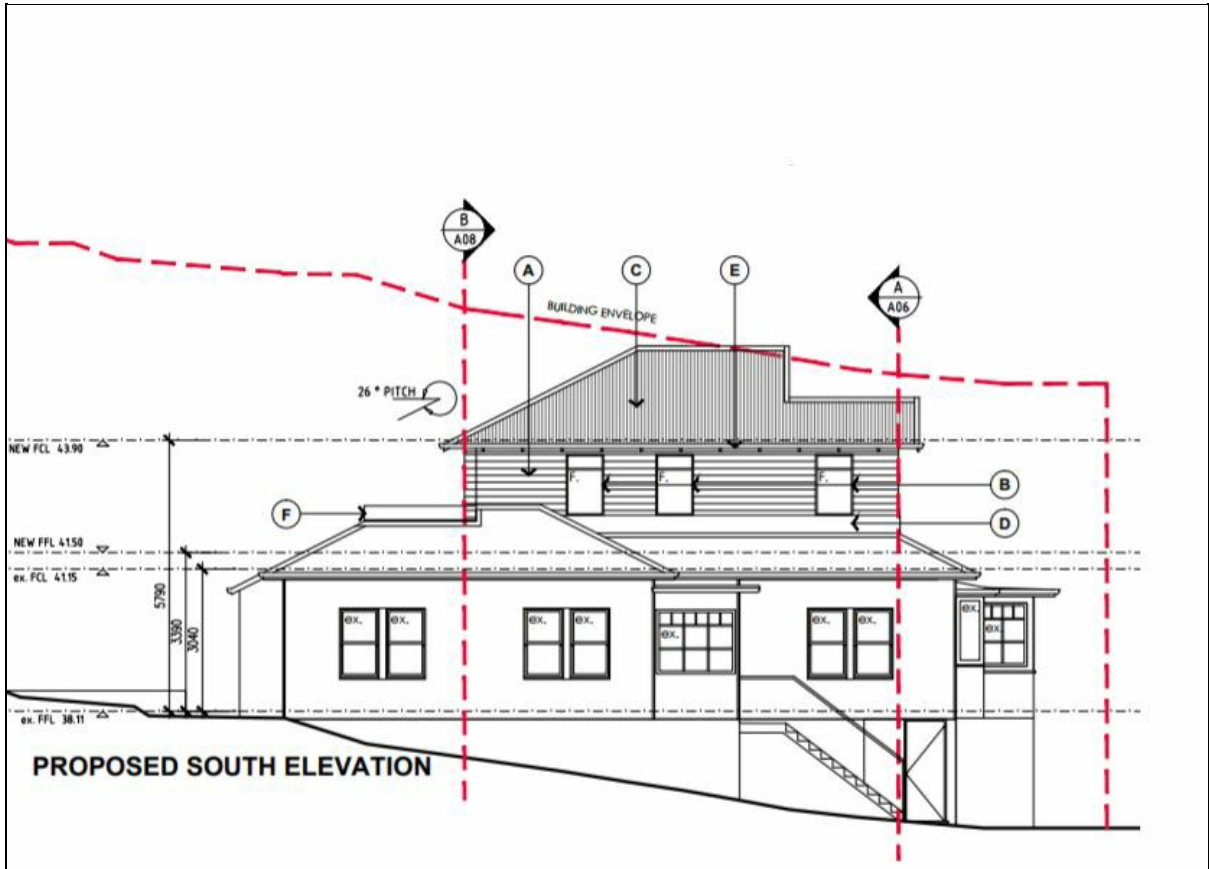 B
A08
A
C
E
A
A06
BUILDING ENVELOPE
26 ° PITCH
NEW FCL 43.90
F.
F.
F.
B
F
D
NEW FFL 41.50
ex. FCL 41.15
5790
3390
3040
ex.
ex.
ex.
ex.
ex.
ex.
ex.
ex.
ex.
ex. FFL 38.11
PROPOSED SOUTH ELEVATION